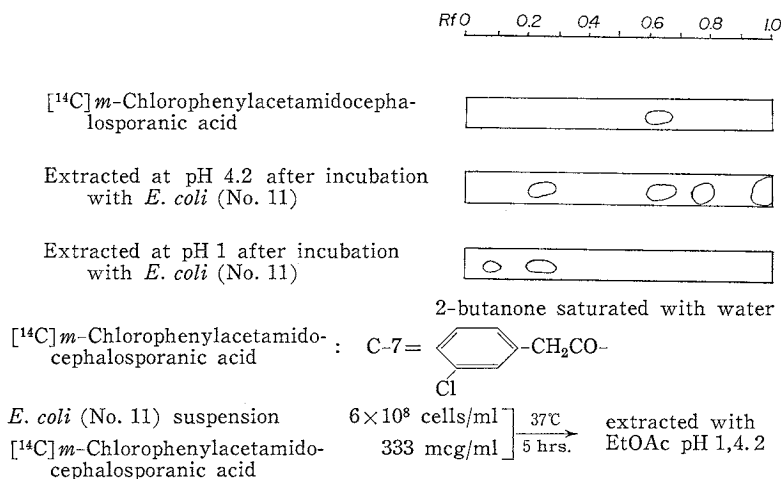 Rf 0 0.2 0.4 0.6 0.8 1.0
[¹⁴C]m-Chlorophenylacetamidocepha-
losporanic acid
Extracted at pH 4.2 after incubation
with E. coli (No. 11)
Extracted at pH 1 after incubation
with E. coli (No. 11)
2-butanone saturated with water
[¹⁴C]m-Chlorophenylacetamido-
cephalosporanic acid : C-7= -CH₂CO-
Cl
E. coli (No. 11) suspension 6×10⁸ cells/ml
[¹⁴C]m-Chlorophenylacetamido-
cephalosporanic acid 333 mcg/ml
37℃
5 hrs.
extracted with
EtOAc pH 1,4.2